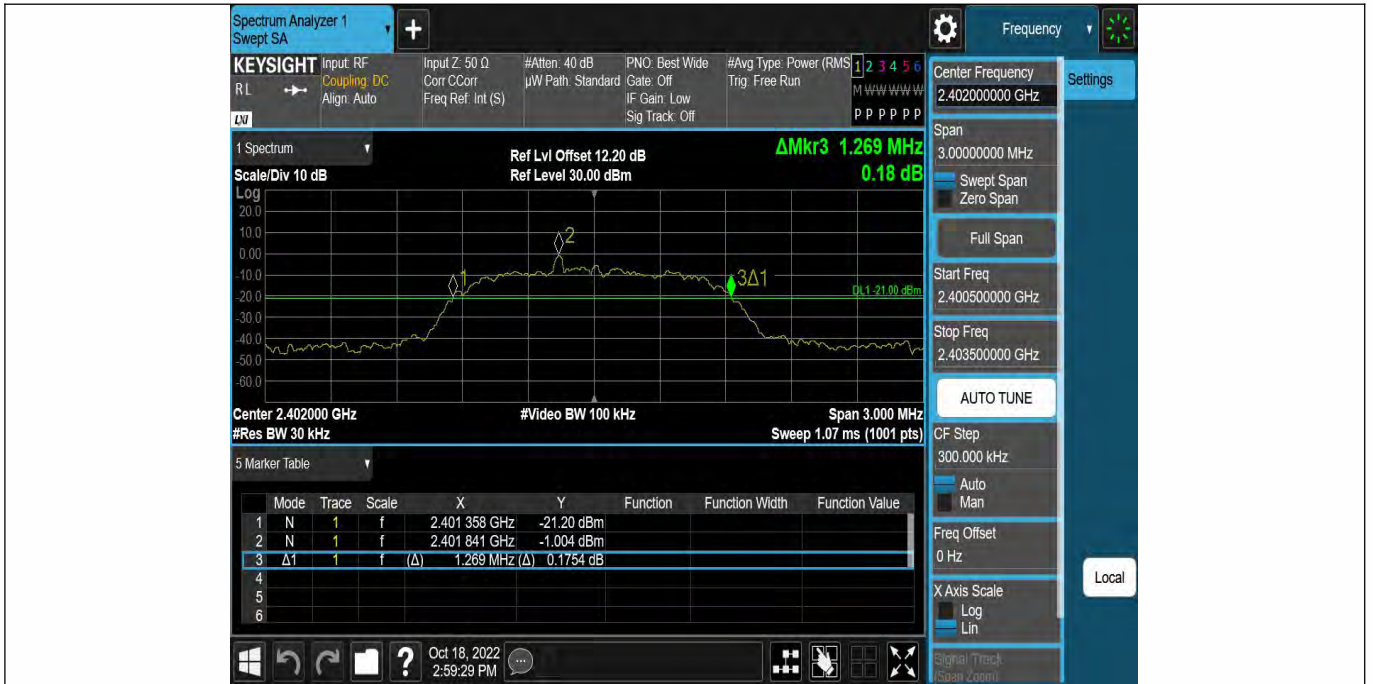 Spectrum Analyzer 1
Swept SA
+
Frequency
KEYSIGHT
RL
LXI
Input: RF
Coupling: DC
Align: Auto
Input Z: 50 Ω
Corr CCorr
Freq Ref: Int (S)
#Atten: 40 dB
µW Path: Standard
PNO: Best Wide
Gate: Off
IF Gain: Low
Sig Track: Off
#Avg Type: Power (RMS
Trig: Free Run
1 2 3 4 5 6
M W W W W W
P P P P P P
Center Frequency
2.402000000 GHz
Settings
Span
3.00000000 MHz
Swept Span
Zero Span
Full Span
Start Freq
2.400500000 GHz
Stop Freq
2.403500000 GHz
AUTO TUNE
CF Step
300.000 kHz
Auto
Man
Freq Offset
0 Hz
X Axis Scale
Log
Lin
Signal Track
(Span Zoom)
Local
1 Spectrum
Scale/Div 10 dB
Ref Lvl Offset 12.20 dB
Ref Level 30.00 dBm
ΔMkr3 1.269 MHz
0.18 dB
Log
20.0
10.0
0.00
-10.0
-20.0
-30.0
-40.0
-50.0
-60.0
1
2
3Δ1
DL1 -21.00 dBm
Center 2.402000 GHz
#Video BW 100 kHz
Span 3.000 MHz
#Res BW 30 kHz
Sweep 1.07 ms (1001 pts)
5 Marker Table
Mode Trace Scale X Y Function Function Width Function Value
1 N 1 f 2.401 358 GHz -21.20 dBm
2 N 1 f 2.401 841 GHz -1.004 dBm
3 Δ1 1 f (Δ) 1.269 MHz (Δ) 0.1754 dB
4
5
6
?
Oct 18, 2022
2:59:29 PM